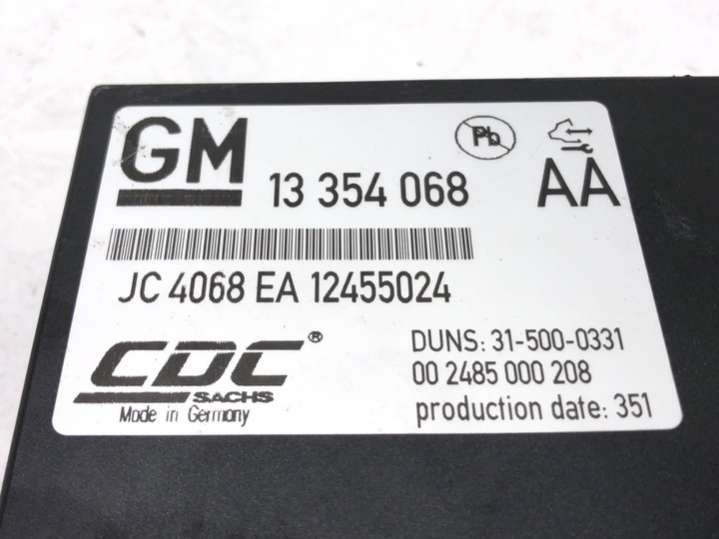 GM
Pb
13 354 068
AA
JC 4068 EA 12455024
CDC®
SACHS
Made in Germany
DUNS: 31-500-0331
00 2485 000 208
production date: 351